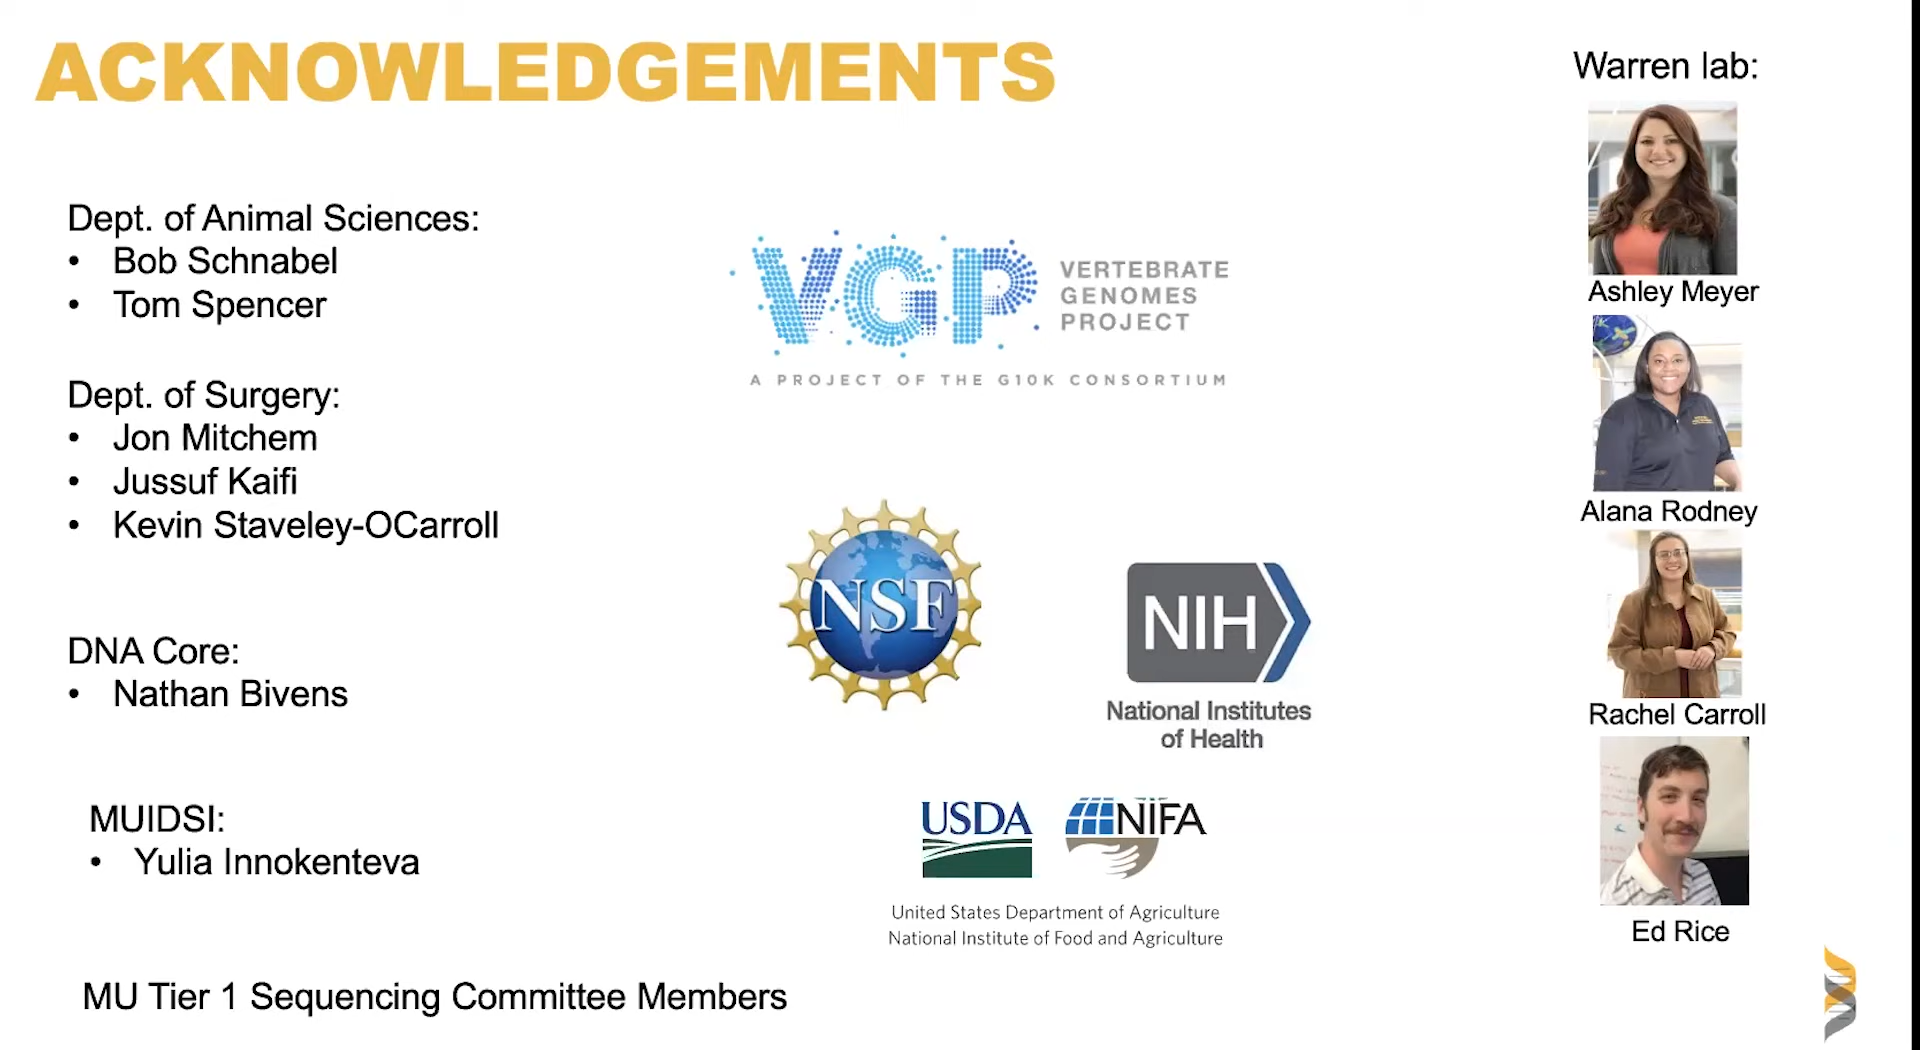 ACKNOWLEDGEMENTS
Dept. of Animal Sciences:
• Bob Schnabel
• Tom Spencer
Dept. of Surgery:
• Jon Mitchem
• Jussuf Kaifi
• Kevin Staveley-OCarroll
DNA Core:
• Nathan Bivens
MUIDSI:
• Yulia Innokenteva
MU Tier 1 Sequencing Committee Members
VGP
VERTEBRATE
GENOMES
PROJECT
A PROJECT OF THE G10K CONSORTIUM
NSF
NIH
National Institutes
of Health
USDA
NIFA
United States Department of Agriculture
National Institute of Food and Agriculture
Warren lab:
Ashley Meyer
Alana Rodney
Rachel Carroll
Ed Rice